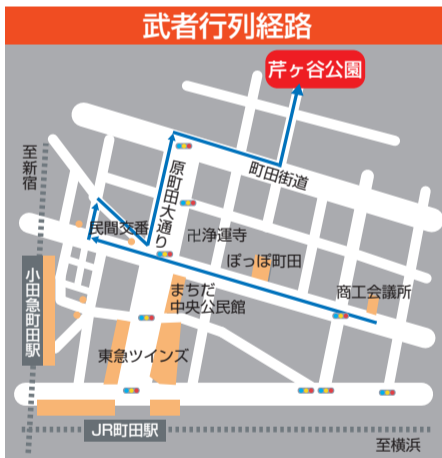 武者行列経路
芹ヶ谷公園
至新宿
原町田大通り
町田街道
民間交番
卍浄運寺
ぽっぽ町田
まちだ
中央公民館
商工会議所
小田急町田駅
東急ツインズ
JR町田駅
至横浜